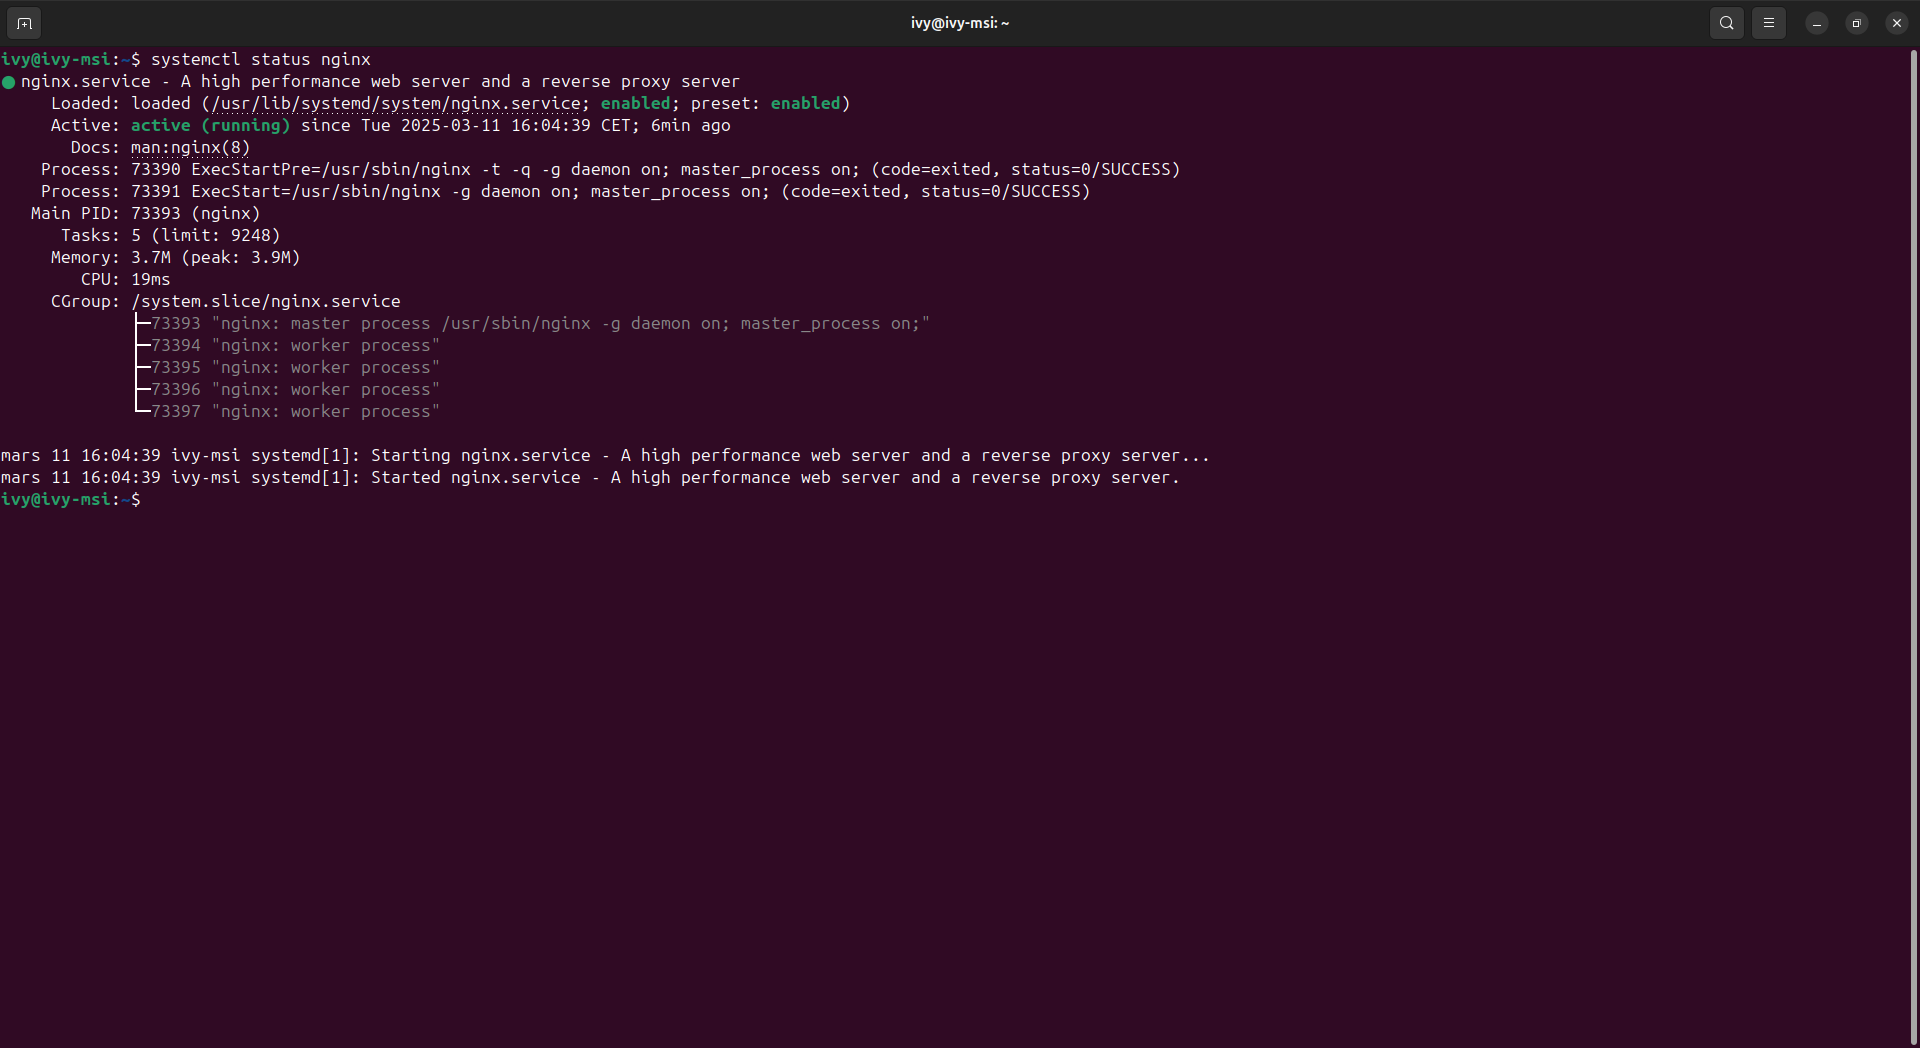 ivy@ivy-msi: ~
ivy@ivy-msi:~$ systemctl status nginx
● nginx.service - A high performance web server and a reverse proxy server
     Loaded: loaded (/usr/lib/systemd/system/nginx.service; enabled; preset: enabled)
     Active: active (running) since Tue 2025-03-11 16:04:39 CET; 6min ago
       Docs: man:nginx(8)
    Process: 73390 ExecStartPre=/usr/sbin/nginx -t -q -g daemon on; master_process on; (code=exited, status=0/SUCCESS)
    Process: 73391 ExecStart=/usr/sbin/nginx -g daemon on; master_process on; (code=exited, status=0/SUCCESS)
   Main PID: 73393 (nginx)
      Tasks: 5 (limit: 9248)
     Memory: 3.7M (peak: 3.9M)
        CPU: 19ms
     CGroup: /system.slice/nginx.service
             ├─73393 "nginx: master process /usr/sbin/nginx -g daemon on; master_process on;"
             ├─73394 "nginx: worker process"
             ├─73395 "nginx: worker process"
             ├─73396 "nginx: worker process"
             └─73397 "nginx: worker process"
mars 11 16:04:39 ivy-msi systemd[1]: Starting nginx.service - A high performance web server and a reverse proxy server...
mars 11 16:04:39 ivy-msi systemd[1]: Started nginx.service - A high performance web server and a reverse proxy server.
ivy@ivy-msi:~$